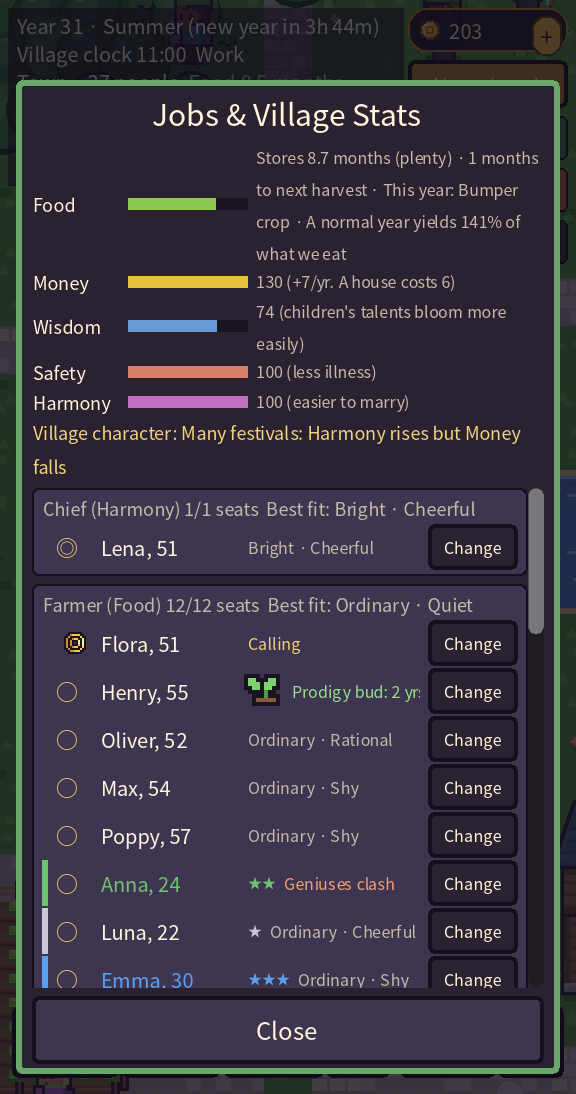 Year 31 · Summer (new year in 3h 44m)
203
+
Village clock 11:00 Work
Jobs & Village Stats
Food
Stores 8.7 months (plenty) · 1 months
to next harvest · This year: Bumper
crop · A normal year yields 141% of
what we eat
Money
130 (+7/yr. A house costs 6)
Wisdom
74 (children's talents bloom more
easily)
Safety
100 (less illness)
Harmony
100 (easier to marry)
Village character: Many festivals: Harmony rises but Money
falls
Chief (Harmony) 1/1 seats Best fit: Bright · Cheerful
Lena, 51 Bright · Cheerful Change
Farmer (Food) 12/12 seats Best fit: Ordinary · Quiet
Flora, 51 Calling Change
Henry, 55 Prodigy bud: 2 yrs Change
Oliver, 52 Ordinary · Rational Change
Max, 54 Ordinary · Shy Change
Poppy, 57 Ordinary · Shy Change
Anna, 24 ★★ Geniuses clash Change
Luna, 22 ★ Ordinary · Cheerful Change
Emma, 30 ★★★ Ordinary · Shy Change
Close